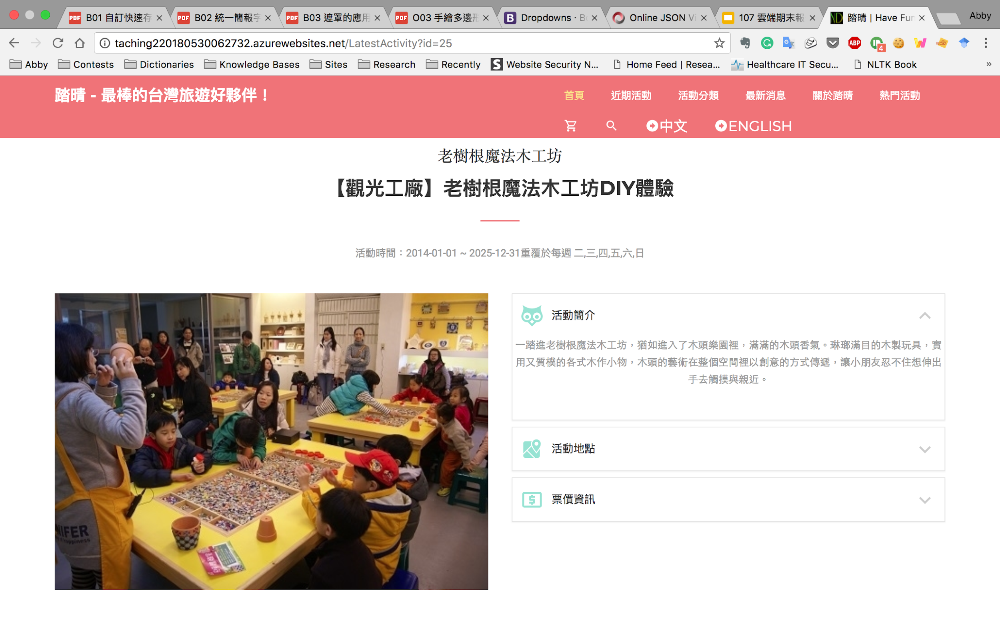 B01 自訂快速存
B02 統一簡報字
B03 遮罩的應用
O03 手繪多邊形
Dropdowns · Bo
Online JSON Vi
107 雲端期末報
踏晴 | Have Fun
Abby
taching220180530062732.azurewebsites.net/LatestActivity?id=25
ABP
4
Abby
Contests
Dictionaries
Knowledge Bases
Sites
Research
Recently
Website Security N...
Home Feed | Resea...
Healthcare IT Secu...
NLTK Book
»
踏晴 - 最棒的台灣旅遊好夥伴！
首頁 近期活動 活動分類 最新消息 關於踏晴 熱門活動
中文 ENGLISH
老樹根魔法木工坊
【觀光工廠】老樹根魔法木工坊DIY體驗
活動時間：2014-01-01 ~ 2025-12-31重覆於每週 二,三,四,五,六,日
活動簡介
一踏進老樹根魔法木工坊，猶如進入了木頭樂園裡，滿滿的木頭香氣。琳瑯滿目的木製玩具，實
用又質樸的各式木作小物，木頭的藝術在整個空間裡以創意的方式傳遞，讓小朋友忍不住想伸出
手去觸摸與親近。
活動地點
票價資訊
NIFER
happiness